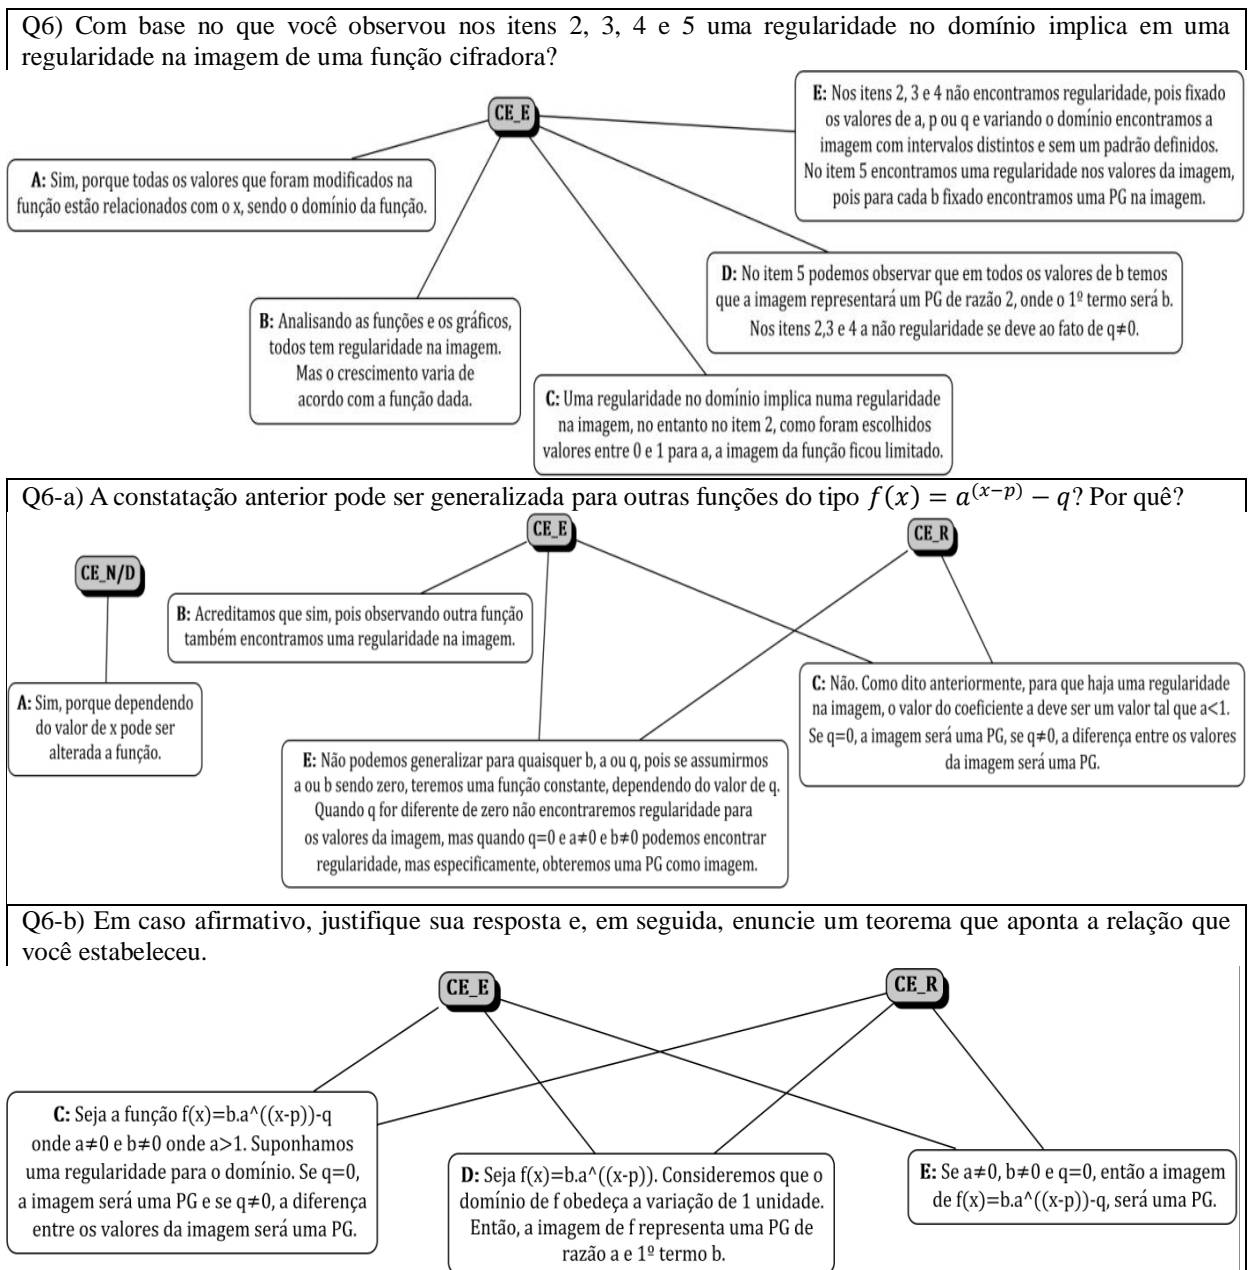 Q6) Com base no que você observou nos itens 2, 3, 4 e 5 uma regularidade no domínio implica em uma
regularidade na imagem de uma função cifradora?
CE_E
A: Sim, porque todas os valores que foram modificados na
função estão relacionados com o x, sendo o domínio da função.
B: Analisando as funções e os gráficos,
todos tem regularidade na imagem.
Mas o crescimento varia de
acordo com a função dada.
C: Uma regularidade no domínio implica numa regularidade
na imagem, no entanto no item 2, como foram escolhidos
valores entre 0 e 1 para a, a imagem da função ficou limitado.
D: No item 5 podemos observar que em todos os valores de b temos
que a imagem representará um PG de razão 2, onde o 1º termo será b.
Nos itens 2,3 e 4 a não regularidade se deve ao fato de q≠0.
E: Nos itens 2, 3 e 4 não encontramos regularidade, pois fixado
os valores de a, p ou q e variando o domínio encontramos a
imagem com intervalos distintos e sem um padrão definidos.
No item 5 encontramos uma regularidade nos valores da imagem,
pois para cada b fixado encontramos uma PG na imagem.
Q6-a) A constatação anterior pode ser generalizada para outras funções do tipo f(x) = a^(x−p) − q? Por quê?
CE_N/D
CE_E
CE_R
A: Sim, porque dependendo
do valor de x pode ser
alterada a função.
B: Acreditamos que sim, pois observando outra função
também encontramos uma regularidade na imagem.
E: Não podemos generalizar para quaisquer b, a ou q, pois se assumirmos
a ou b sendo zero, teremos uma função constante, dependendo do valor de q.
Quando q for diferente de zero não encontraremos regularidade para
os valores da imagem, mas quando q=0 e a≠0 e b≠0 podemos encontrar
regularidade, mas especificamente, obteremos uma PG como imagem.
C: Não. Como dito anteriormente, para que haja uma regularidade
na imagem, o valor do coeficiente a deve ser um valor tal que a<1.
Se q=0, a imagem será uma PG, se q≠0, a diferença entre os valores
da imagem será uma PG.
Q6-b) Em caso afirmativo, justifique sua resposta e, em seguida, enuncie um teorema que aponta a relação que
você estabeleceu.
CE_E
CE_R
C: Seja a função f(x)=b.a^((x-p))-q
onde a≠0 e b≠0 onde a>1. Suponhamos
uma regularidade para o domínio. Se q=0,
a imagem será uma PG e se q≠0, a diferença
entre os valores da imagem será uma PG.
D: Seja f(x)=b.a^((x-p)). Consideremos que o
domínio de f obedeça a variação de 1 unidade.
Então, a imagem de f representa uma PG de
razão a e 1º termo b.
E: Se a≠0, b≠0 e q=0, então a imagem
de f(x)=b.a^((x-p))-q, será uma PG.